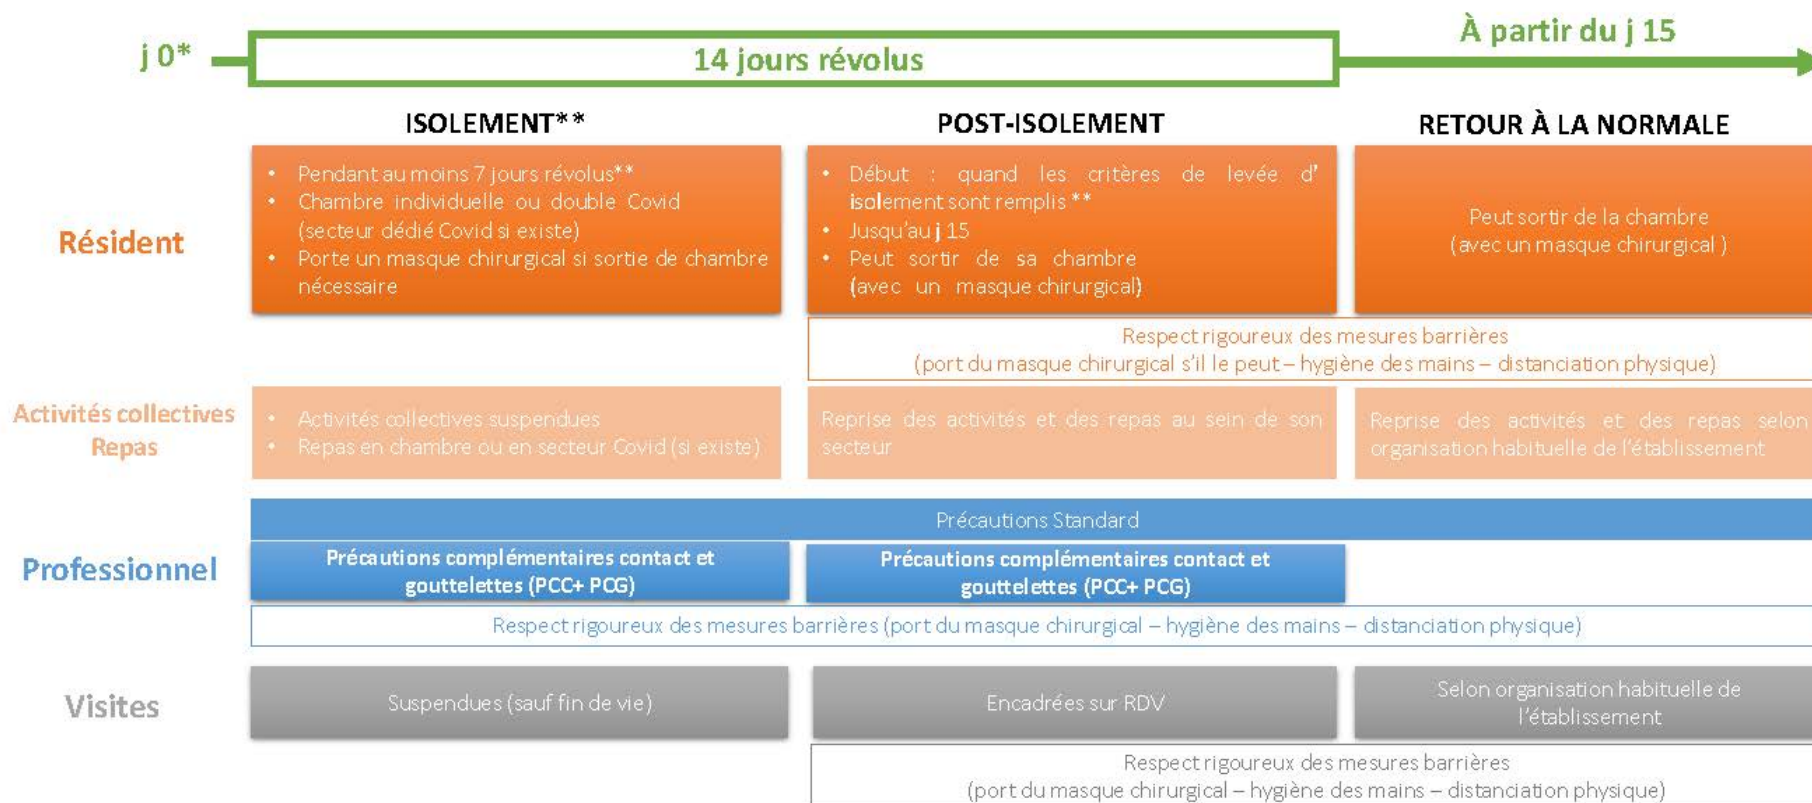 j 0*
14 jours révolus
À partir du j 15
ISOLEMENT**
POST-ISOLEMENT
RETOUR À LA NORMALE
Résident
• Pendant au moins 7 jours révolus**
• Chambre individuelle ou double Covid
(secteur dédié Covid si existe)
• Porte un masque chirurgical si sortie de chambre
nécessaire
• Début : quand les critères de levée d'
isolement sont remplis **
• Jusqu'au j 15
• Peut sortir de sa chambre
(avec un masque chirurgical)
Peut sortir de la chambre
(avec un masque chirurgical )
Respect rigoureux des mesures barrières
(port du masque chirurgical s'il le peut – hygiène des mains – distanciation physique)
Activités collectives
Repas
• Activités collectives suspendues
• Repas en chambre ou en secteur Covid (si existe)
Reprise des activités et des repas au sein de son
secteur
Reprise des activités et des repas selon
organisation habituelle de l'établissement
Professionnel
Précautions Standard
Précautions complémentaires contact et
gouttelettes (PCC+ PCG)
Précautions complémentaires contact et
gouttelettes (PCC+ PCG)
Respect rigoureux des mesures barrières (port du masque chirurgical – hygiène des mains – distanciation physique)
Visites
Suspendues (sauf fin de vie)
Encadrées sur RDV
Selon organisation habituelle de
l'établissement
Respect rigoureux des mesures barrières
(port du masque chirurgical – hygiène des mains – distanciation physique)